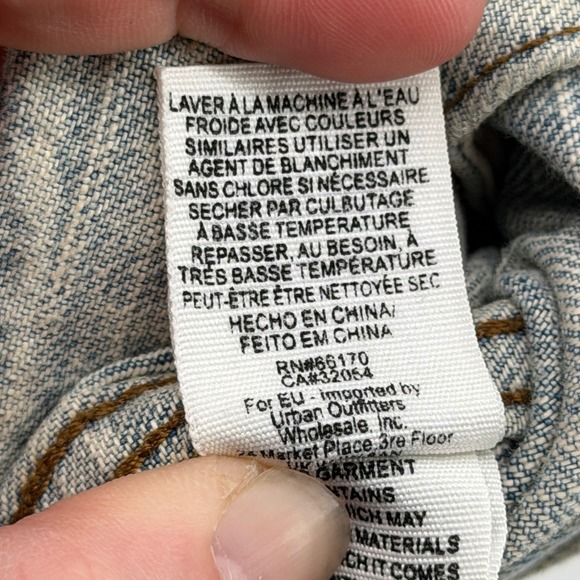 LAVER À LA MACHINE À L'EAU
FROIDE AVEC COULEURS
SIMILAIRES UTILISER UN
AGENT DE BLANCHIMENT
SANS CHLORE SI NÉCESSAIRE
SECHER PAR CULBUTAGE
À BASSE TEMPERATURE
REPASSER, AU BESOIN, À
TRÈS BASSE TEMPÉRATURE
PEUT-ÊTRE ÊTRE NETTOYÉE SEC
HECHO EN CHINA/
FEITO EM CHINA
RN#66170
CA#32054
For EU - Imported by
Urban Outfitters
Wholesale, Inc.
Market Place 3re Floor
GARMENT
ICH MAY
MATERIALS
CH IT COMES